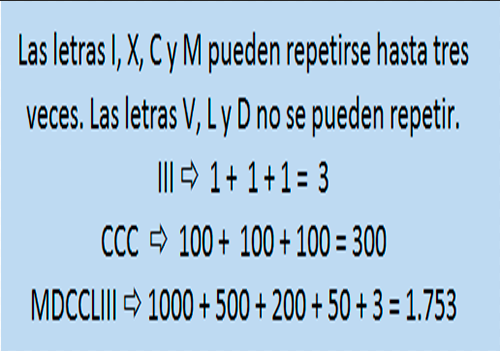 Las letras I, X, C y M pueden repetirse hasta tres
veces. Las letras V, L y D no se pueden repetir.
III ⇨ 1 + 1 + 1 = 3
CCC ⇨ 100 + 100 + 100 = 300
MDCCLIII ⇨ 1000 + 500 + 200 + 50 + 3 = 1.753